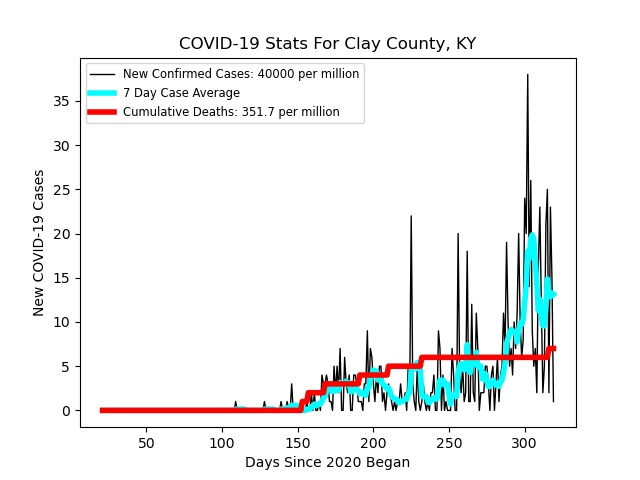 COVID-19 Stats For Clay County, KY
New Confirmed Cases: 40000 per million
7 Day Case Average
Cumulative Deaths: 351.7 per million
New COVID-19 Cases
35
30
25
20
15
10
5
0
50 100 150 200 250 300
Days Since 2020 Began